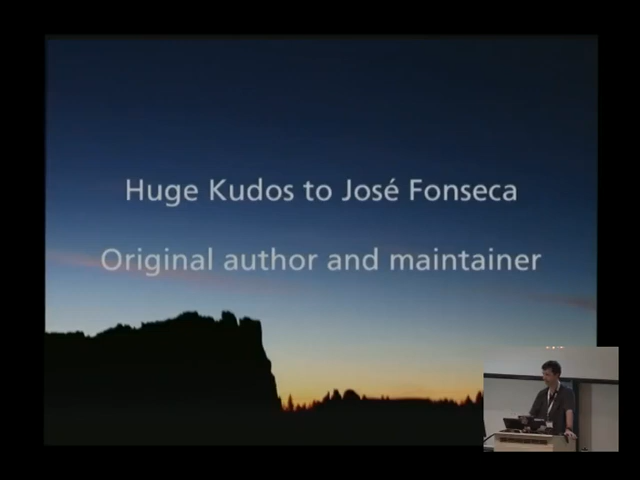 Huge Kudos to José Fonseca
Original author and maintainer